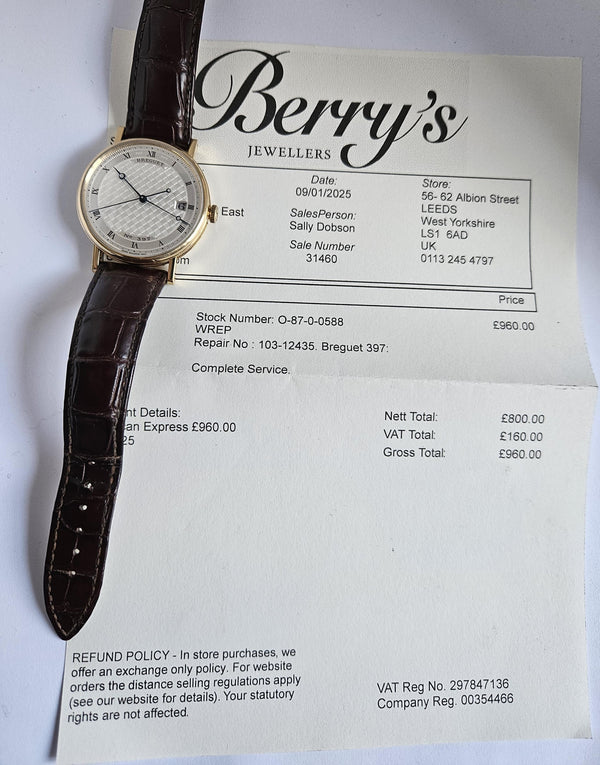 Berry's
JEWELLERS
Date:
09/01/2025
SalesPerson:
Sally Dobson
Sale Number
31460
Store:
56- 62 Albion Street
LEEDS
West Yorkshire
LS1 6AD
UK
0113 245 4797
East
om
Price
Stock Number: O-87-0-0588
£960.00
WREP
Repair No : 103-12435. Breguet 397:
Complete Service.
nt Details:
an Express £960.00
25
Nett Total: £800.00
VAT Total: £160.00
Gross Total: £960.00
REFUND POLICY - In store purchases, we
offer an exchange only policy. For website
orders the distance selling regulations apply
(see our website for details). Your statutory
rights are not affected.
VAT Reg No. 297847136
Company Reg. 00354466
BREGUET
No. 397